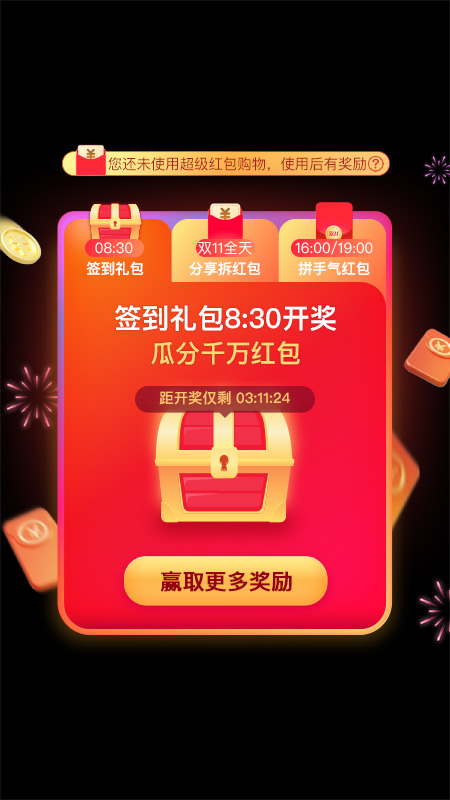 您还未使用超级红包购物，使用后有奖励?
08:30
双11全天
16:00/19:00
签到礼包
分享拆红包
拼手气红包
签到礼包8:30开奖
瓜分千万红包
距开奖仅剩 03:11:24
赢取更多奖励